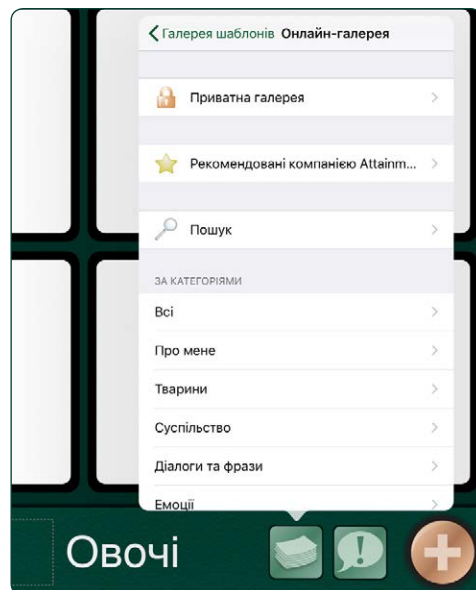 Галерея шаблонів Онлайн-галерея
Приватна галерея
Рекомендовані компанією Attainm...
Пошук
ЗА КАТЕГОРІЯМИ
Всі
Про мене
Тварини
Суспільство
Діалоги та фрази
Емоції
Овочі